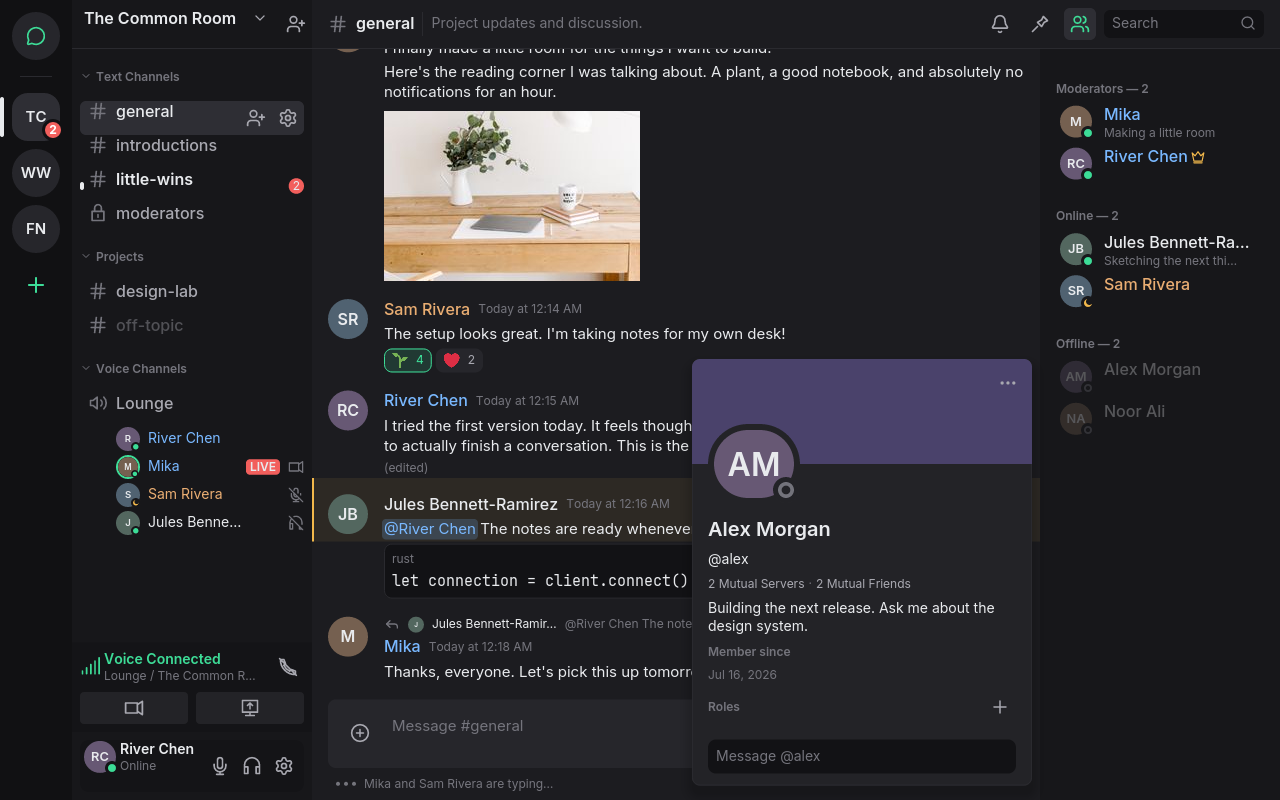 TC
2
WW
FN
The Common Room
Text Channels
general
introductions
little-wins
2
moderators
Projects
design-lab
off-topic
Voice Channels
Lounge
R
River Chen
M
Mika
LIVE
S
Sam Rivera
J
Jules Benne...
Voice Connected
Lounge / The Common R...
RC
River Chen
Online
# general
Project updates and discussion.
Search
I finally made a little room for the things I want to build.
Here's the reading corner I was talking about. A plant, a good notebook, and absolutely no
notifications for an hour.
SR
Sam Rivera Today at 12:14 AM
The setup looks great. I'm taking notes for my own desk!
4
2
RC
River Chen Today at 12:15 AM
I tried the first version today. It feels though
to actually finish a conversation. This is the
(edited)
JB
Jules Bennett-Ramirez Today at 12:16 AM
@River Chen The notes are ready wheneve
rust
let connection = client.connect()
J
Jules Bennett-Ramir... @River Chen The note
M
Mika Today at 12:18 AM
Thanks, everyone. Let's pick this up tomorr
Message #general
Mika and Sam Rivera are typing...
AM
Alex Morgan
@alex
2 Mutual Servers · 2 Mutual Friends
Building the next release. Ask me about the
design system.
Member since
Jul 16, 2026
Roles
Message @alex
Moderators — 2
M
Mika
Making a little room
RC
River Chen
Online — 2
JB
Jules Bennett-Ra...
Sketching the next thi...
SR
Sam Rivera
Offline — 2
AM
Alex Morgan
NA
Noor Ali